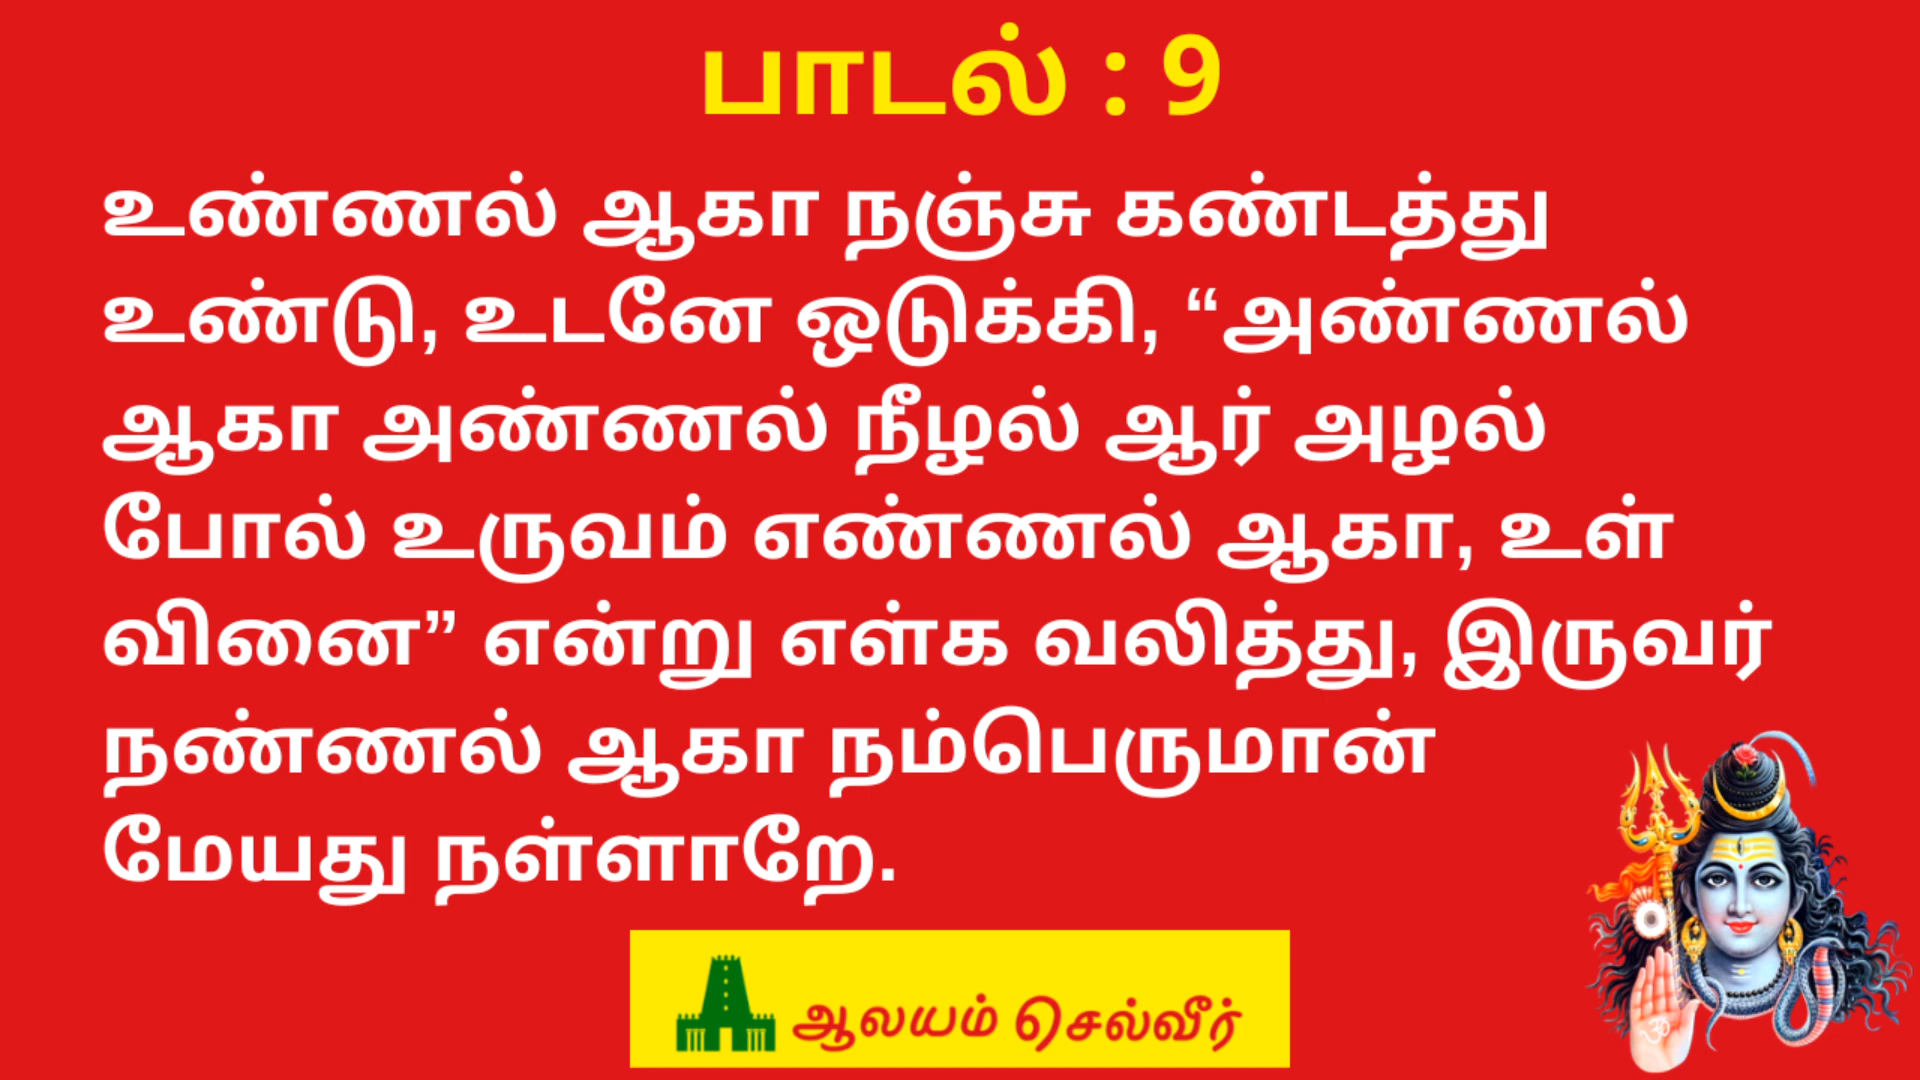 பாடல் : 9
உண்ணல் ஆகா நஞ்சு கண்டத்து
உண்டு, உடனே ஒடுக்கி, “அண்ணல்
ஆகா அண்ணல் நீழல் ஆர் அழல்
போல் உருவம் எண்ணல் ஆகா, உள்
வினை” என்று எள்க வலித்து, இருவர்
நண்ணல் ஆகா நம்பெருமான்
மேயது நள்ளாறே.
ஆலயம் செல்வீர்